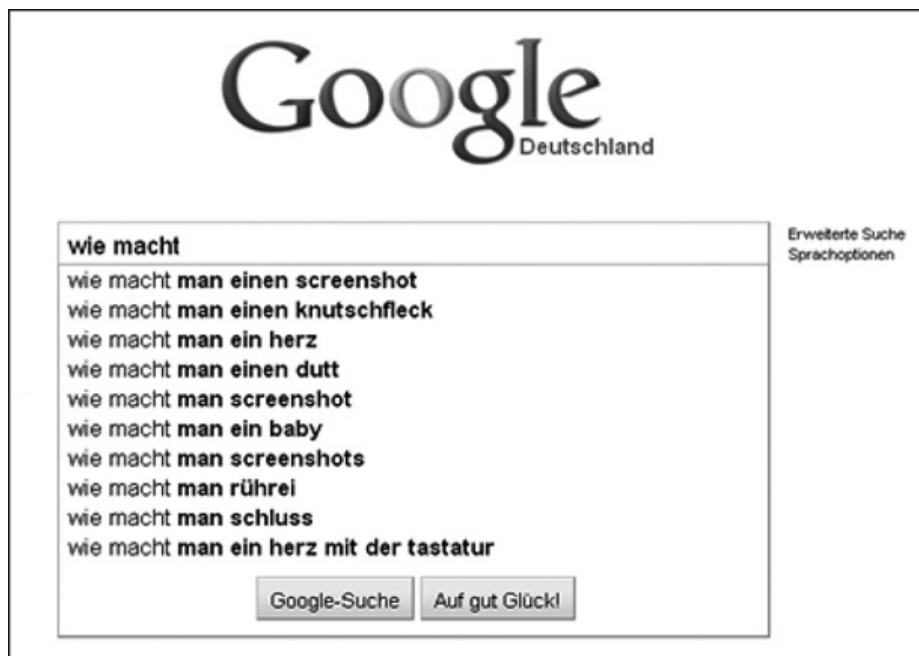 Google
Deutschland
wie macht
Erweiterte Suche
Sprachoptionen
wie macht man einen screenshot
wie macht man einen knutschfleck
wie macht man ein herz
wie macht man einen dutt
wie macht man screenshot
wie macht man ein baby
wie macht man screenshots
wie macht man rührei
wie macht man schluss
wie macht man ein herz mit der tastatur
Google-Suche Auf gut Glück!